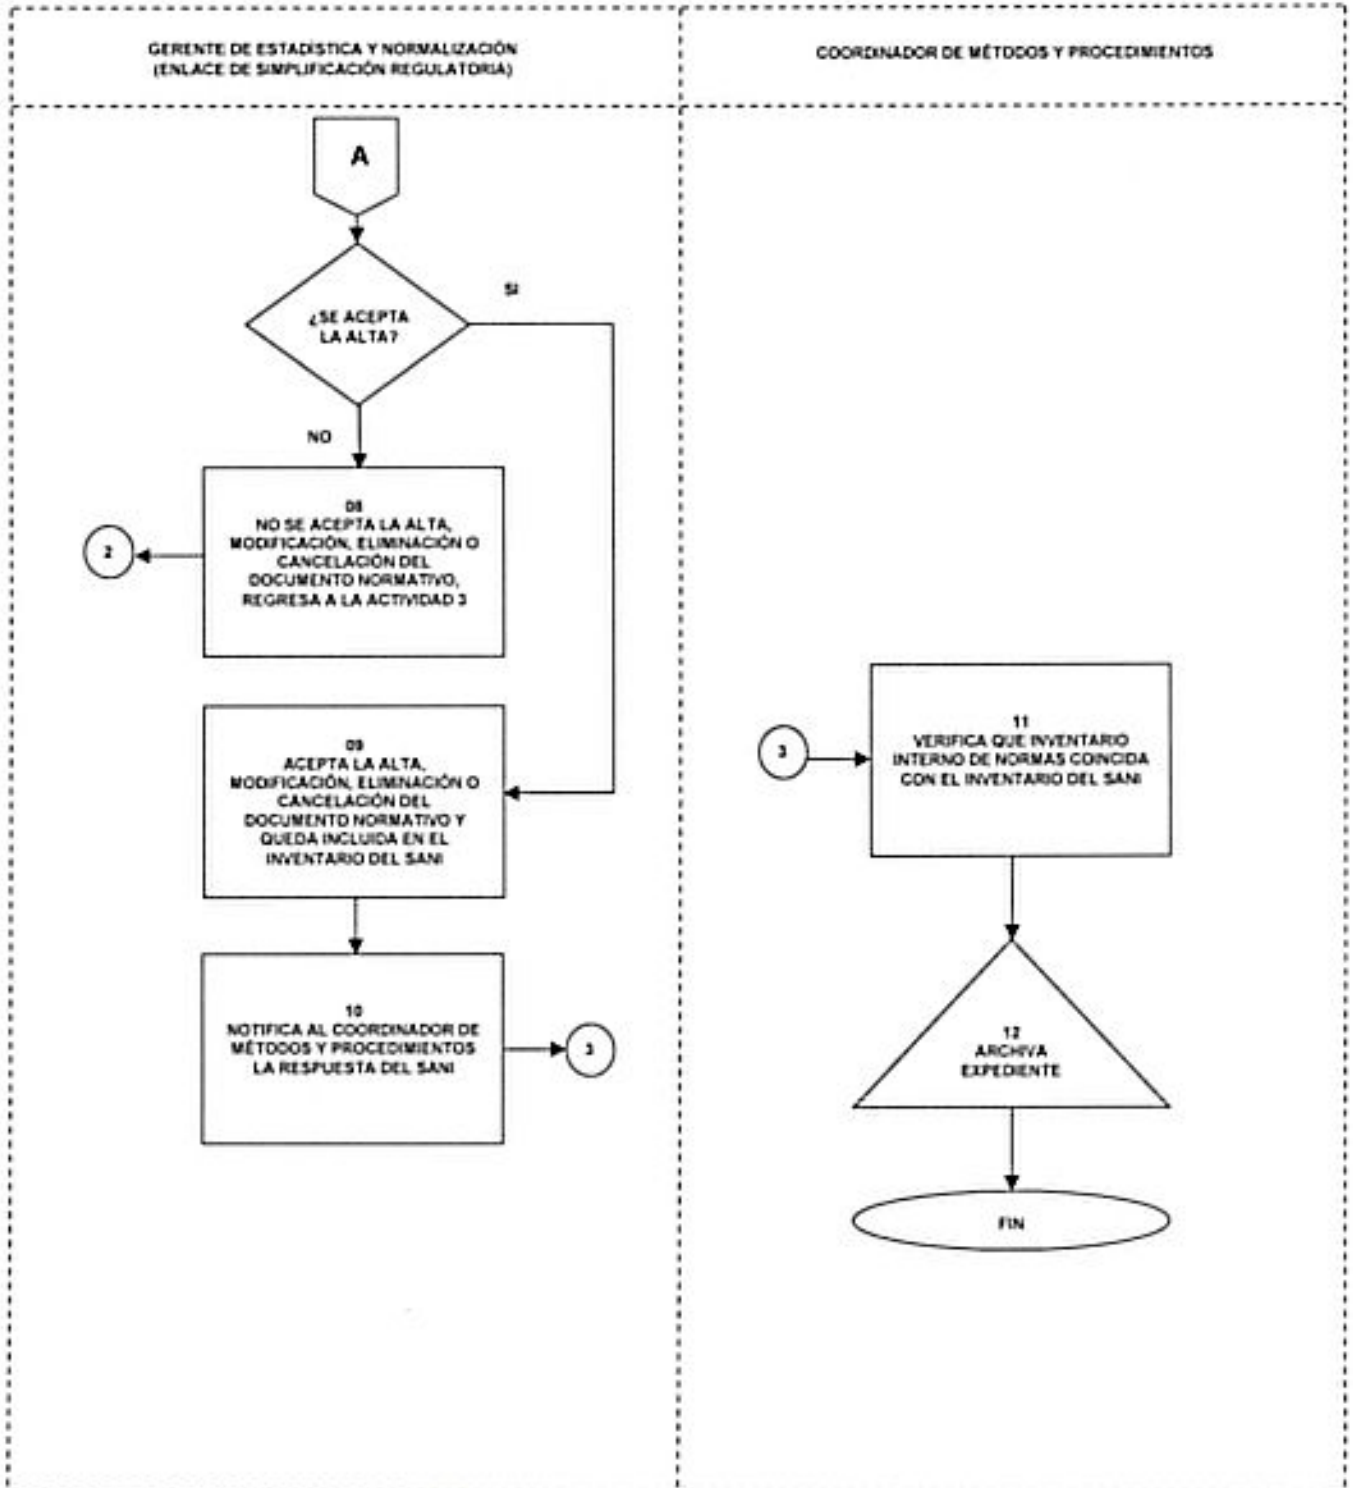 GERENTE DE ESTADÍSTICA Y NORMALIZACIÓN
(ENLACE DE SIMPLIFICACIÓN REGULATORIA)
COORDINADOR DE MÉTODOS Y PROCEDIMIENTOS
A
¿SE ACEPTA
LA ALTA?
SI
NO
08
NO SE ACEPTA LA ALTA,
MODIFICACIÓN, ELIMINACIÓN O
CANCELACIÓN DEL
DOCUMENTO NORMATIVO,
REGRESA A LA ACTIVIDAD 3
2
09
ACEPTA LA ALTA,
MODIFICACIÓN, ELIMINACIÓN O
CANCELACIÓN DEL
DOCUMENTO NORMATIVO Y
QUEDA INCLUIDA EN EL
INVENTARIO DEL SANI
10
NOTIFICA AL COORDINADOR DE
MÉTODOS Y PROCEDIMIENTOS
LA RESPUESTA DEL SANI
3
3
11
VERIFICA QUE INVENTARIO
INTERNO DE NORMAS COINCIDA
CON EL INVENTARIO DEL SANI
12
ARCHIVA
EXPEDIENTE
FIN